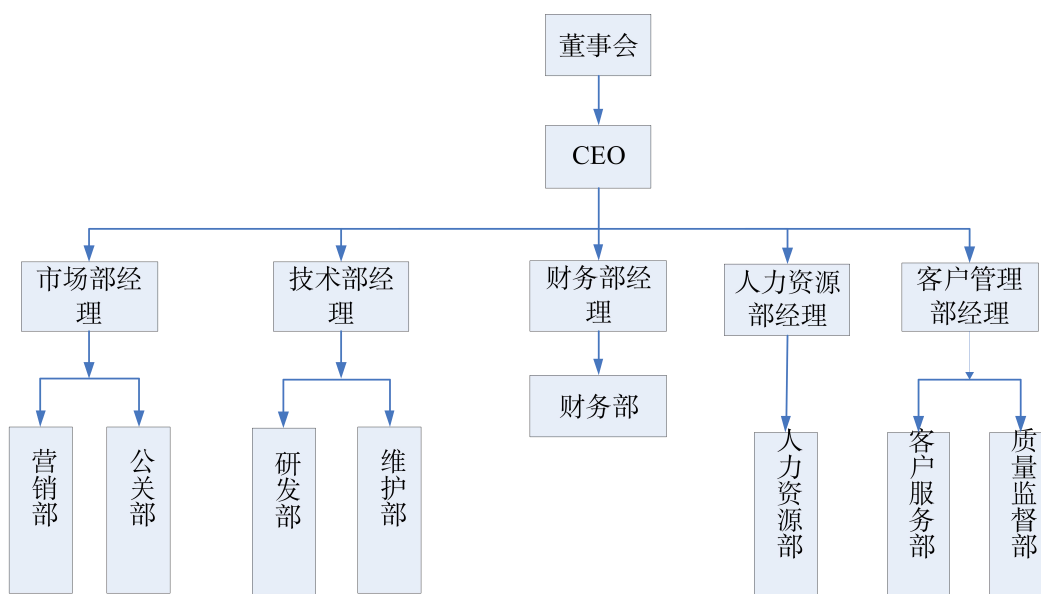 董事会
CEO
市场部经
理
技术部经
理
财务部经
理
人力资源
部经理
客户管理
部经理
财务部
营销部
公关部
研发部
维护部
人力资源部
客户服务部
质量监督部